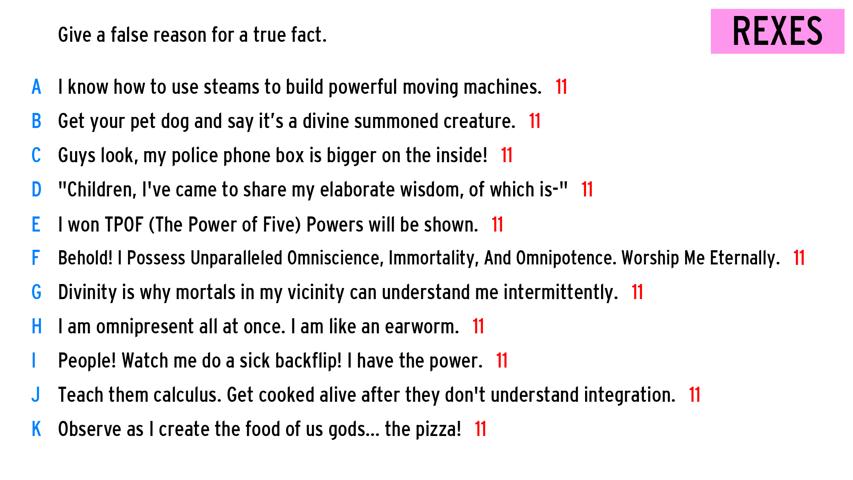 Give a false reason for a true fact.
REXES
A I know how to use steams to build powerful moving machines. 11
B Get your pet dog and say it's a divine summoned creature. 11
C Guys look, my police phone box is bigger on the inside! 11
D "Children, I've came to share my elaborate wisdom, of which is-" 11
E I won TPOF (The Power of Five) Powers will be shown. 11
F Behold! I Possess Unparalleled Omniscience, Immortality, And Omnipotence. Worship Me Eternally. 11
G Divinity is why mortals in my vicinity can understand me intermittently. 11
H I am omnipresent all at once. I am like an earworm. 11
I People! Watch me do a sick backflip! I have the power. 11
J Teach them calculus. Get cooked alive after they don't understand integration. 11
K Observe as I create the food of us gods... the pizza! 11